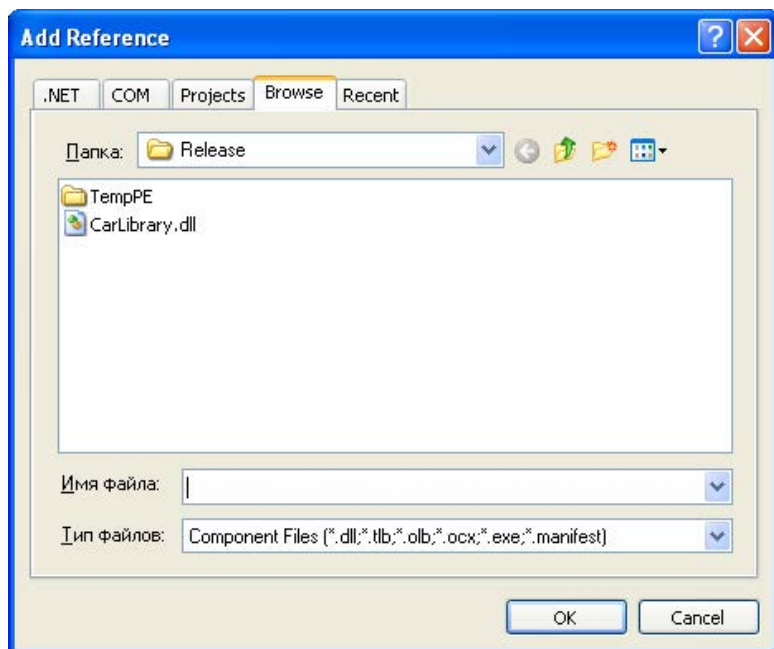 Add Reference
.NET COM Projects Browse Recent
Папка: Release
TempPE
CarLibrary.dll
Имя файла:
Тип файлов: Component Files (*.dll;*.tlb;*.olb;*.ocx;*.exe;*.manifest)
OK Cancel